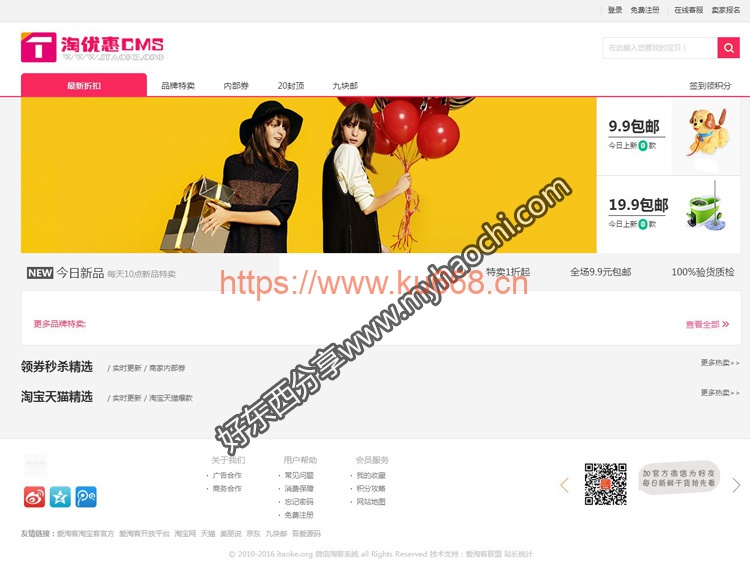 登录 免费注册 在线客服 卖家报名
淘优惠CMS
WWW.ITAOKE.ORG
在此输入您要找的宝贝！
最新折扣 品牌特卖 内部券 20封顶 九块邮 签到领积分
9.9包邮
今日上新0款
19.9包邮
今日上新0款
NEW 今日新品 每天10点新品特卖 特卖1折起 全场9.9元包邮 100%验货质检
https://www.ku668.cn
好东西分享www.myhaochi.com
更多品牌特卖: 查看全部 »
领券秒杀精选 / 实时更新 / 商家内部券 更多热卖>>
淘宝天猫精选 / 实时更新 / 淘宝天猫爆款 更多热卖>>
关于我们 用户帮助 会员服务
· 广告合作 · 常见问题 · 我的收藏
· 商务合作 · 消费保障 · 积分攻略
· 忘记密码 · 网站地图
· 免费注册
加官方微信为好友
每日新鲜干货抢先看
友情链接： 爱淘客淘宝客官方 爱淘客开放平台 淘宝网 天猫 美丽说 京东 九块邮 吾爱源码
© 2010-2016 itaoke.org 微信淘客系统 all Rights Reserved 技术支持：爱淘客联盟 站长统计